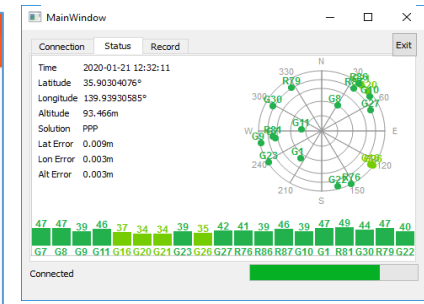 MainWindow
Connection Status Record Exit
Time 2020-01-21 12:32:11
Latitude 35.90304076°
Longitude 139.93930585°
Altitude 93.466m
Solution PPP
Lat Error 0.009m
Lon Error 0.003m
Alt Error 0.003m
N
330 30
R79
300 60
G30 G8 G10
G27
G11
W E
G9
G23 G1
240 120
G22 R76
210 150
S
47 47 39 46 37 34 34 39 35 42 41 39 46 39 47 49 44 47 40
G7 G8 G9 G11 G16 G20 G21 G23 G26 G27 R76 R86 R87 G10 G1 R81 G30 R79 G22
Connected